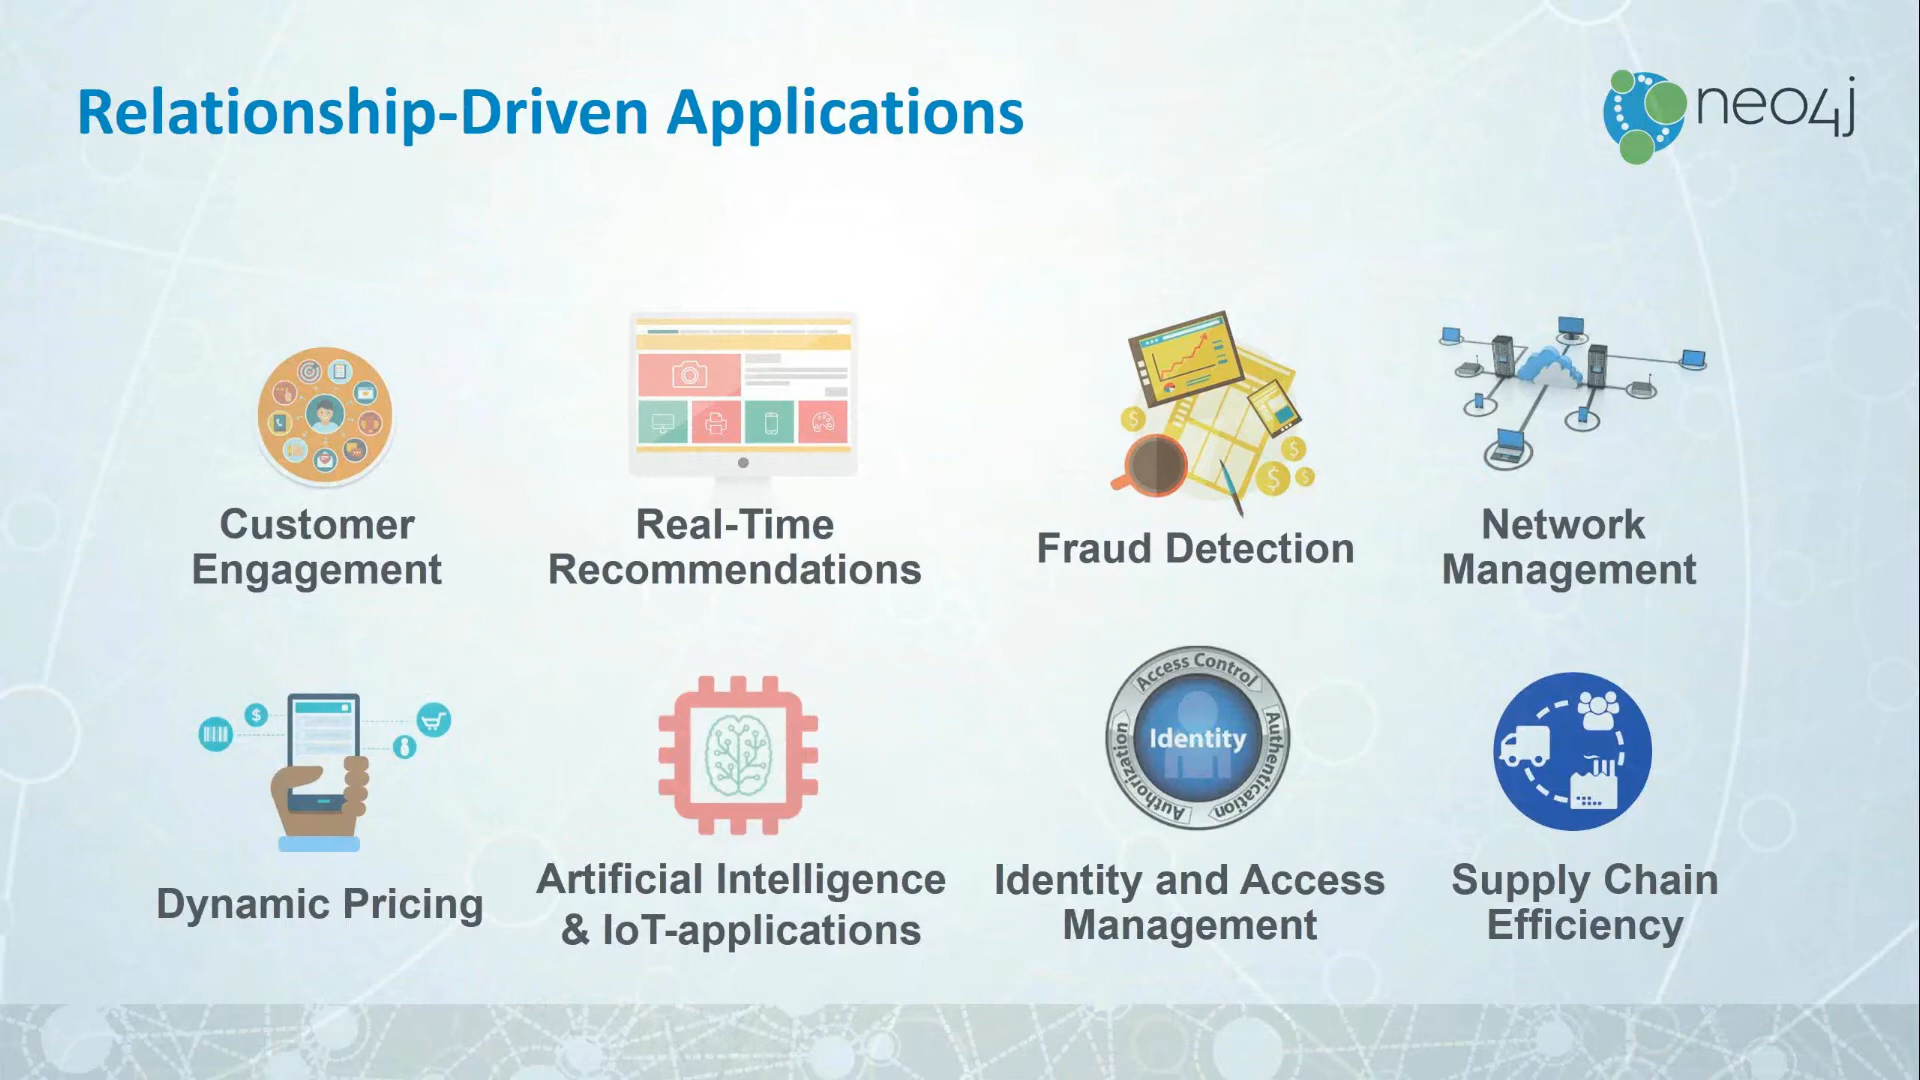 Relationship-Driven Applications
neo4j
Customer
Engagement
Real-Time
Recommendations
Fraud Detection
Network
Management
Dynamic Pricing
Artificial Intelligence
& IoT-applications
Access Control
Identity
Authentication
Authorization
Identity and Access
Management
Supply Chain
Efficiency